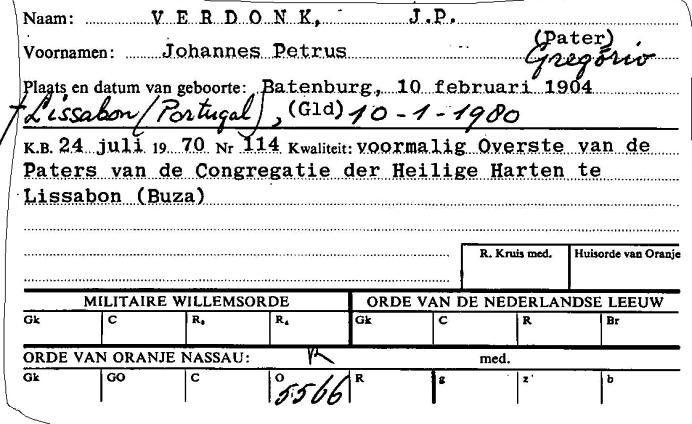 Naam: VERDONK, J.P.
(Pater)
Voornamen: Johannes Petrus Gregório
Plaats en datum van geboorte: Batenburg, 10 februari 1904
† Lissabon (Portugal), (Gld) 10-1-1980
K.B. 24 juli 1970 Nr 114 Kwaliteit: voormalig Overste van de
Paters van de Congregatie der Heilige Harten te
Lissabon (Buza)
R. Kruis med. Huisorde van Oranje
MILITAIRE WILLEMSORDE ORDE VAN DE NEDERLANDSE LEEUW
Gk C R3 R4 Gk C R Br
ORDE VAN ORANJE NASSAU: R med.
Gk GO C O R g z b
5566